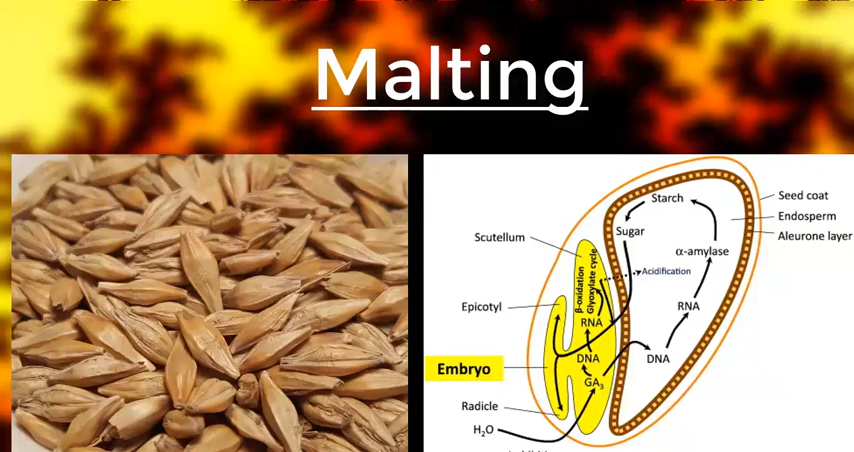 Malting
Seed coat
Starch
Endosperm
Sugar
Aleurone layer
Scutellum
α-amylase
β-oxidation
Glyoxylate cycle
Acidification
Epicotyl
RNA
RNA
DNA
DNA
Embryo
GA3
Radicle
H2O